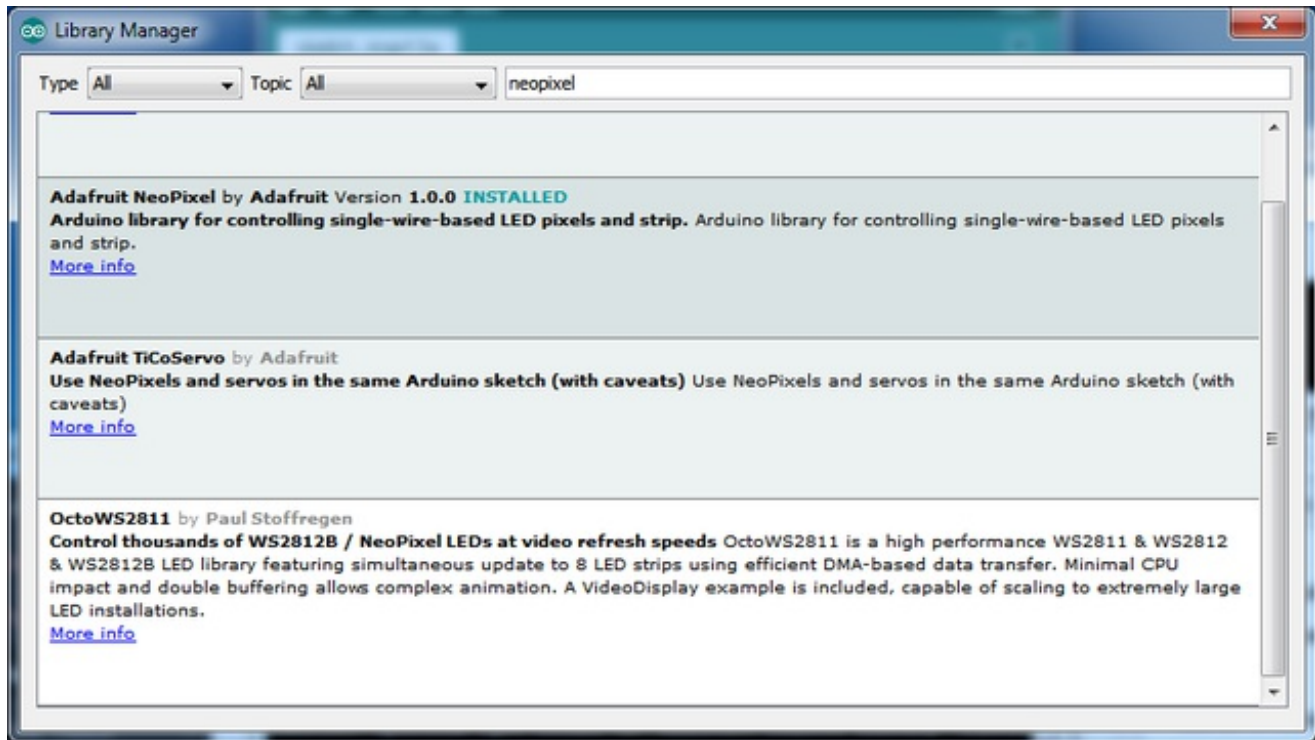 Library Manager
Type All Topic All neopixel
Adafruit NeoPixel by Adafruit Version 1.0.0 INSTALLED
Arduino library for controlling single-wire-based LED pixels and strip. Arduino library for controlling single-wire-based LED pixels
and strip.
More info
Adafruit TiCoServo by Adafruit
Use NeoPixels and servos in the same Arduino sketch (with caveats) Use NeoPixels and servos in the same Arduino sketch (with
caveats)
More info
OctoWS2811 by Paul Stoffregen
Control thousands of WS2812B / NeoPixel LEDs at video refresh speeds OctoWS2811 is a high performance WS2811 & WS2812
& WS2812B LED library featuring simultaneous update to 8 LED strips using efficient DMA-based data transfer. Minimal CPU
impact and double buffering allows complex animation. A VideoDisplay example is included, capable of scaling to extremely large
LED installations.
More info